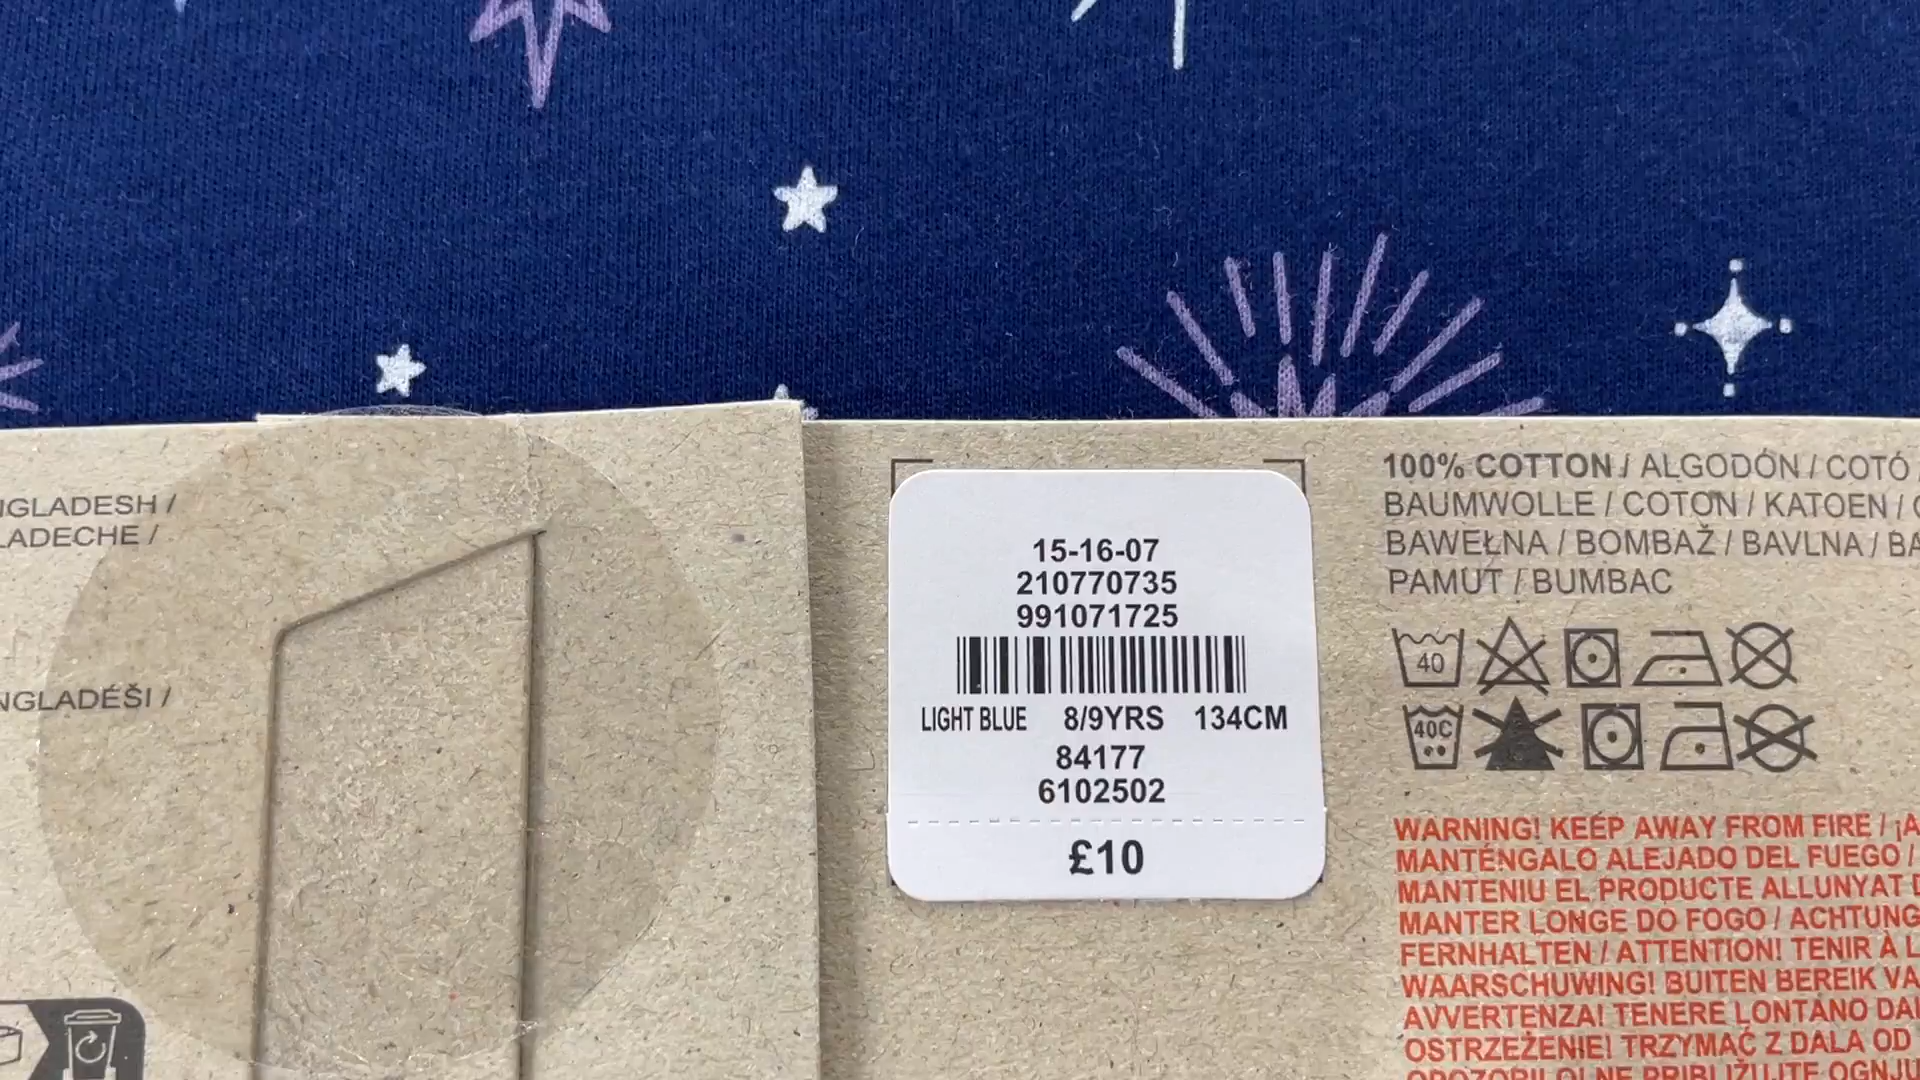 NGLADESH /
LADECHE /
NGLADÉŠI /
15-16-07
210770735
991071725
LIGHT BLUE 8/9YRS 134CM
84177
6102502
£10
100% COTTON / ALGODÓN / COTÓ
BAUMWOLLE / COTON / KATOEN /
BAWEŁNA / BOMBAŽ / BAVLNA / BA
PAMUT / BUMBAC
40
40C
WARNING! KEEP AWAY FROM FIRE / ¡A
MANTÉNGALO ALEJADO DEL FUEGO /
MANTENIU EL PRODUCTE ALLUNYAT D
MANTER LONGE DO FOGO / ACHTUNG
FERNHALTEN / ATTENTION! TENIR À L
WAARSCHUWING! BUITEN BEREIK VA
AVVERTENZA! TENERE LONTANO DA
OSTRZEŻENIE! TRZYMAĆ Z DALA OD
PRIBLIŽUJTE OGNJU